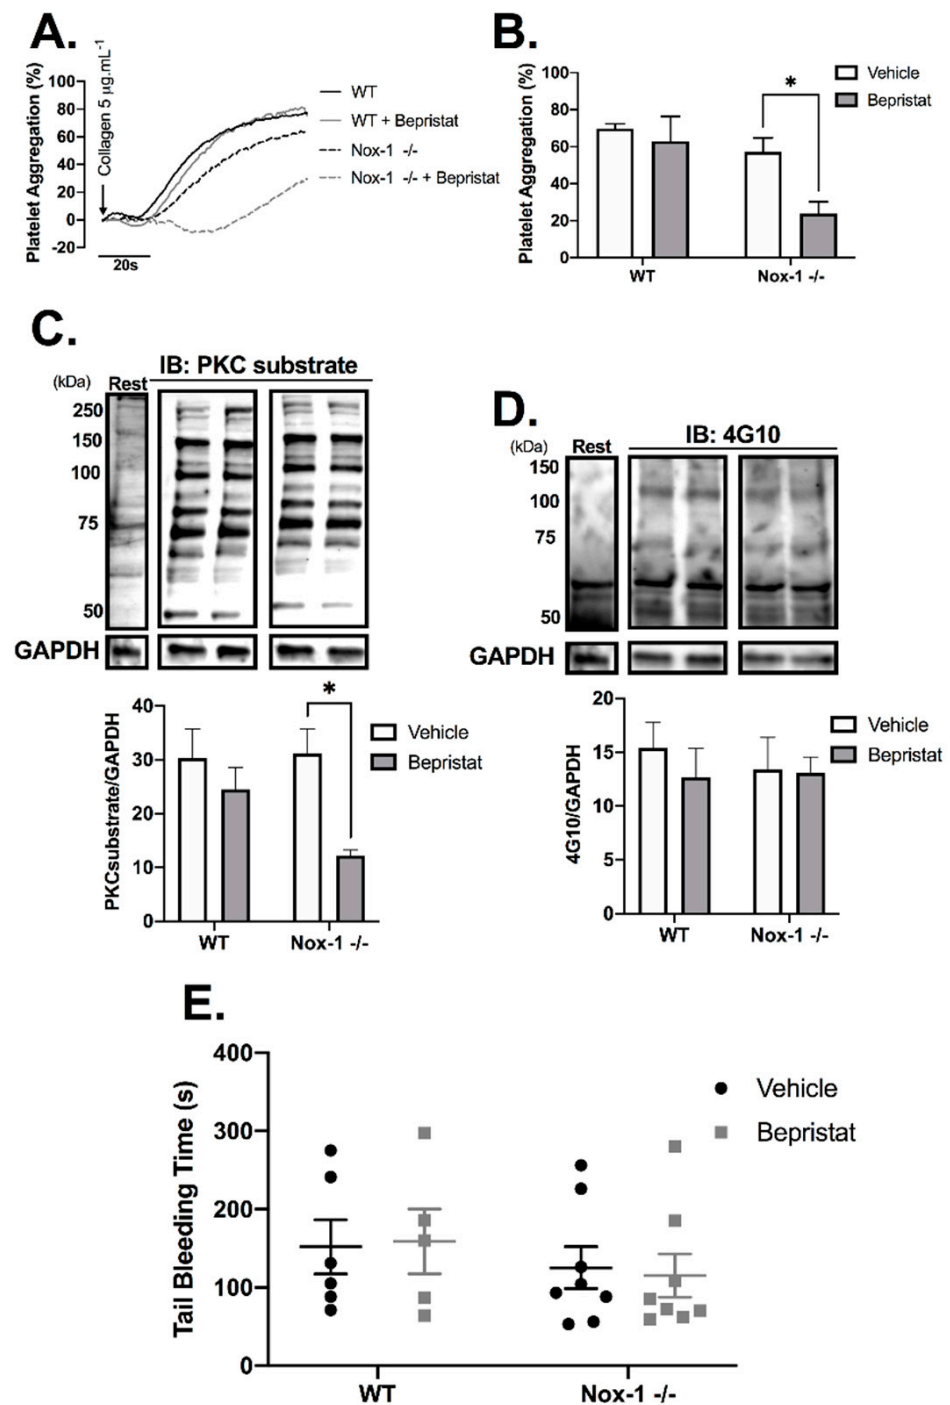 A.
Platelet Aggregation (%)
100
80
60
40
20
0
-20
Collagen 5 µg.mL-1
20s
WT
WT + Bepristat
Nox-1 -/-
Nox-1 -/- + Bepristat
B.
Platelet Aggregation (%)
100
80
60
40
20
0
*
WT
Nox-1 -/-
Vehicle
Bepristat
C.
IB: PKC substrate
(kDa)
Rest
250
150
100
75
50
GAPDH
PKCsubstrate/GAPDH
40
30
20
10
0
*
WT
Nox-1 -/-
Vehicle
Bepristat
D.
IB: 4G10
(kDa)
Rest
150
100
75
50
GAPDH
4G10/GAPDH
20
15
10
5
0
WT
Nox-1 -/-
Vehicle
Bepristat
E.
Tail Bleeding Time (s)
400
300
200
100
0
WT
Nox-1 -/-
Vehicle
Bepristat